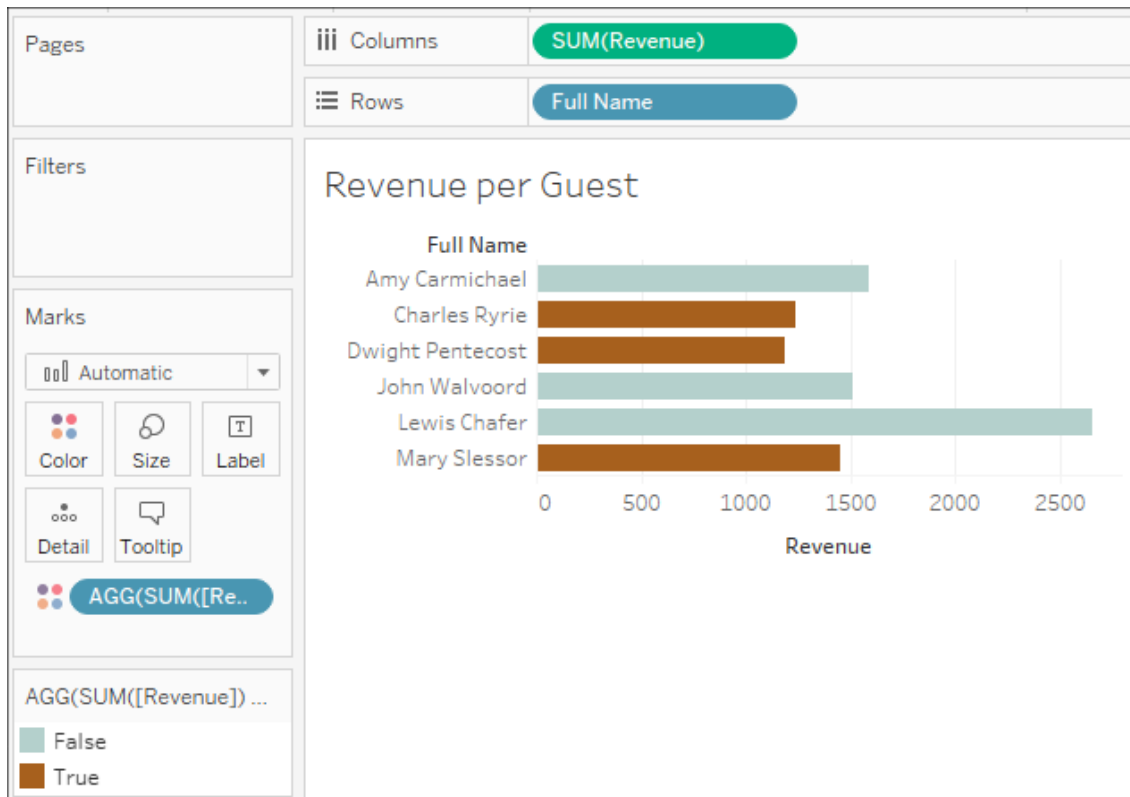 Pages
Columns
SUM(Revenue)
Rows
Full Name
Filters
Revenue per Guest
Full Name
Amy Carmichael
Charles Ryrie
Dwight Pentecost
John Walvoord
Lewis Chafer
Mary Slessor
0 500 1000 1500 2000 2500
Revenue
Marks
Automatic
Color Size Label
Detail Tooltip
AGG(SUM([Re..
AGG(SUM([Revenue]) ...
False
True